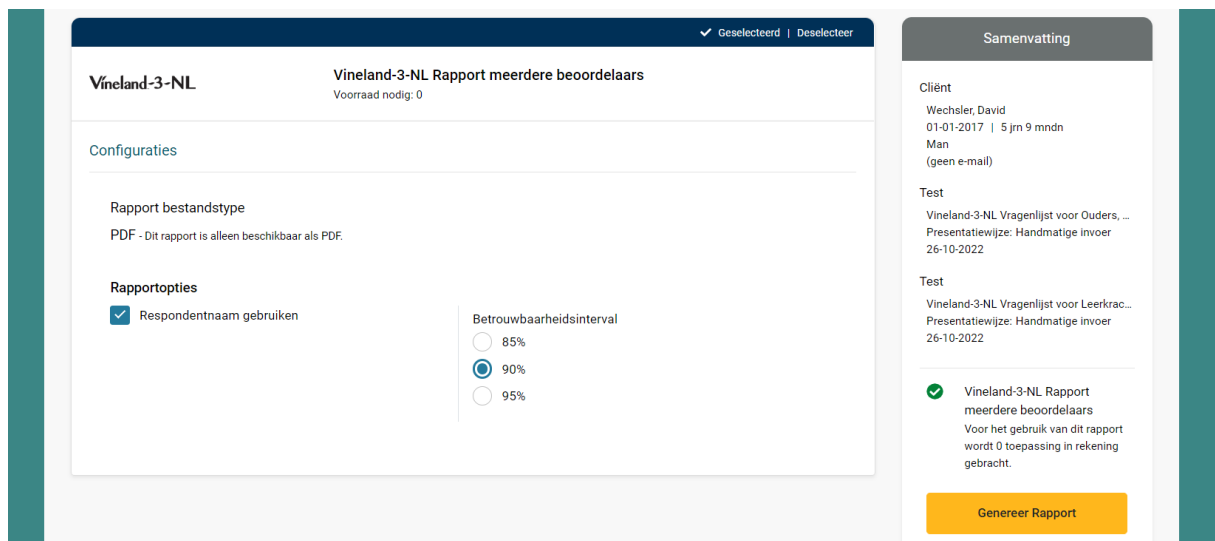 Geselecteerd | Deselecteer
Vineland-3-NL
Vineland-3-NL Rapport meerdere beoordelaars
Voorraad nodig: 0
Configuraties
Rapport bestandstype
PDF - Dit rapport is alleen beschikbaar als PDF.
Rapportopties
Respondentnaam gebruiken
Betrouwbaarheidsinterval
85%
90%
95%
Samenvatting
Cliënt
Wechsler, David
01-01-2017 | 5 jrn 9 mndn
Man
(geen e-mail)
Test
Vineland-3-NL Vragenlijst voor Ouders, ...
Presentatiewijze: Handmatige invoer
26-10-2022
Test
Vineland-3-NL Vragenlijst voor Leerkrac...
Presentatiewijze: Handmatige invoer
26-10-2022
Vineland-3-NL Rapport
meerdere beoordelaars
Voor het gebruik van dit rapport
wordt 0 toepassing in rekening
gebracht.
Genereer Rapport